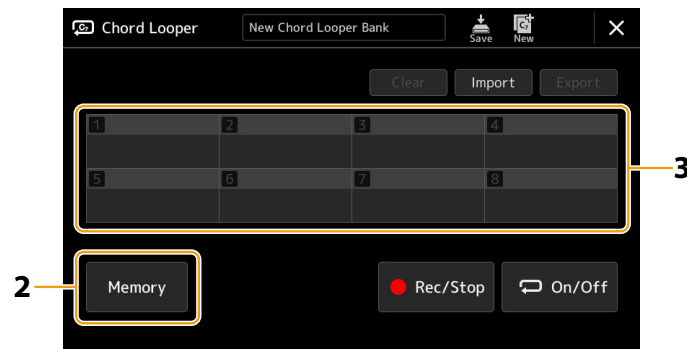 Chord Looper
New Chord Looper Bank
Save
New
Clear
Import
Export
1
2
3
4
3
5
6
7
8
2
Memory
Rec/Stop
On/Off